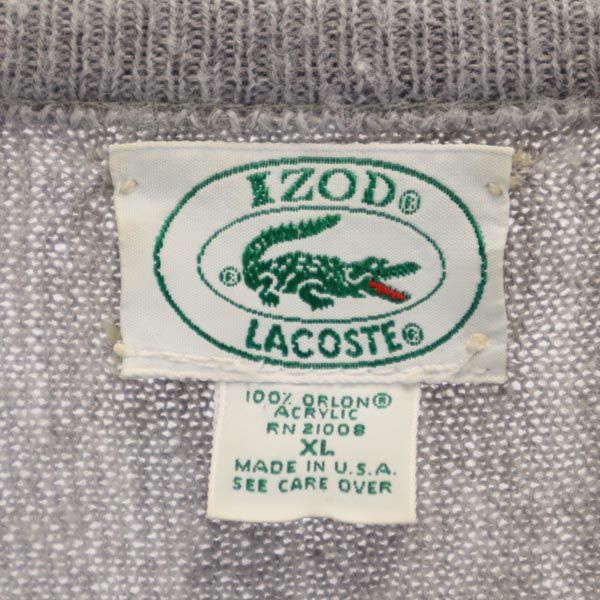 IZOD®
®
LACOSTE®
100% ORLON®
ACRYLIC
RN 21008
XL
MADE IN U.S.A.
SEE CARE OVER